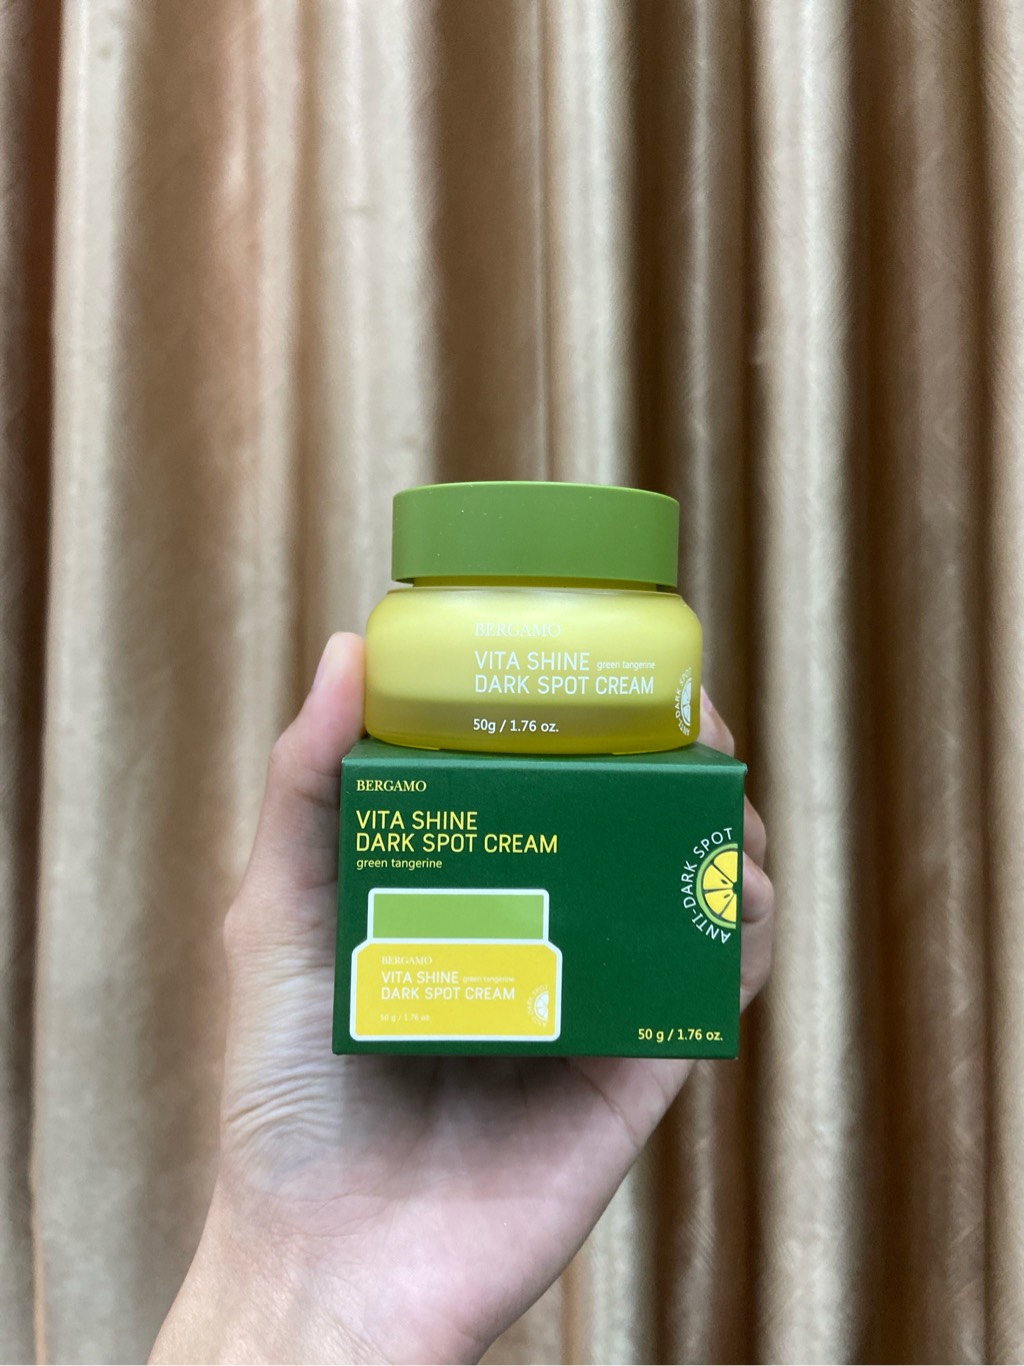 BERGAMO
VITA SHINE green tangerine
DARK SPOT CREAM
50g / 1.76 oz.
BERGAMO
VITA SHINE
DARK SPOT CREAM
green tangerine
ANTI-DARK SPOT
BERGAMO
VITA SHINE green tangerine
DARK SPOT CREAM
50 g / 1.76 oz.
50 g / 1.76 oz.